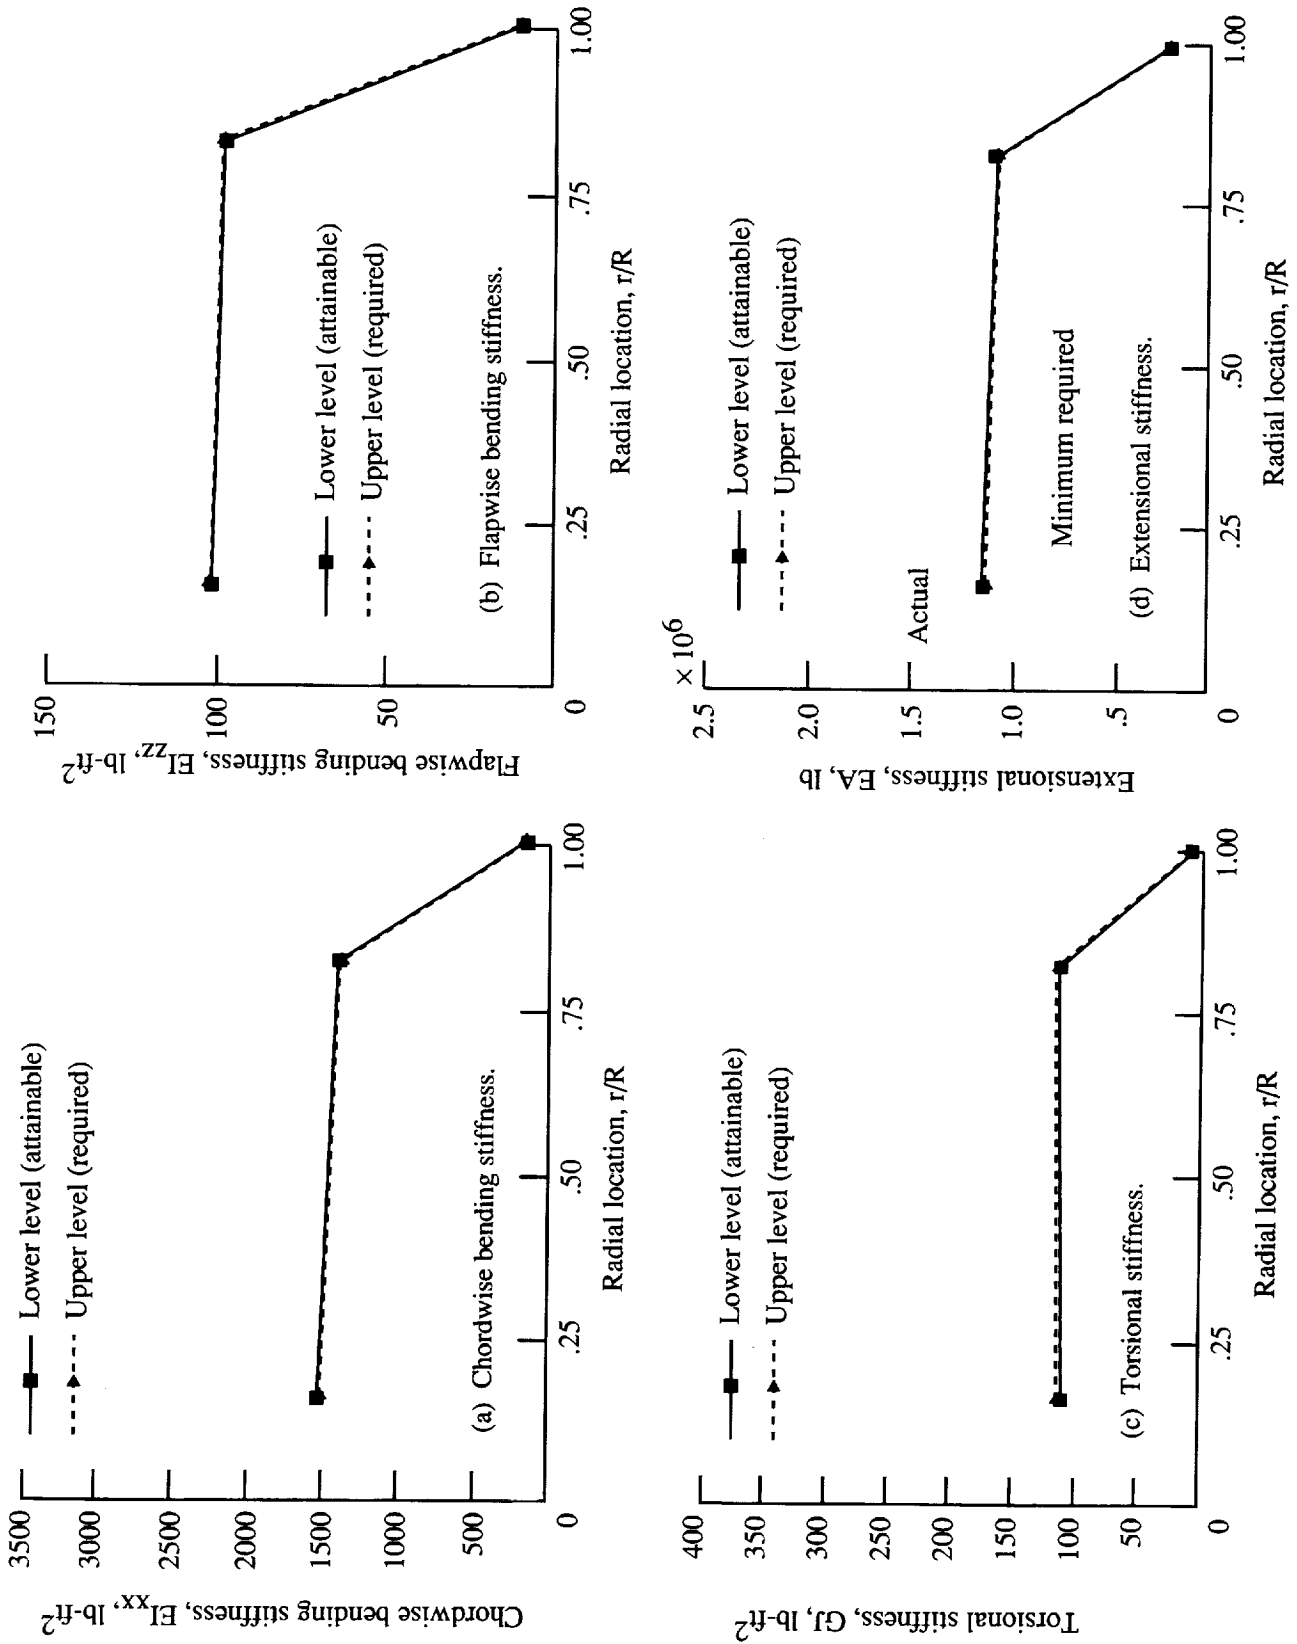 Chordwise bending stiffness, EI_xx, lb-ft²
3500
3000
2500
2000
1500
1000
500
0
Lower level (attainable)
Upper level (required)
(a) Chordwise bending stiffness.
.25
.50
.75
1.00
Radial location, r/R
Flapwise bending stiffness, EI_zz, lb-ft²
150
100
50
0
Lower level (attainable)
Upper level (required)
(b) Flapwise bending stiffness.
.25
.50
.75
1.00
Radial location, r/R
Torsional stiffness, GJ, lb-ft²
400
350
300
250
200
150
100
50
0
Lower level (attainable)
Upper level (required)
(c) Torsional stiffness.
.25
.50
.75
1.00
Radial location, r/R
Extensional stiffness, EA, lb
2.5 × 10⁶
2.0
1.5
1.0
.5
0
Lower level (attainable)
Upper level (required)
Actual
Minimum required
(d) Extensional stiffness.
.25
.50
.75
1.00
Radial location, r/R